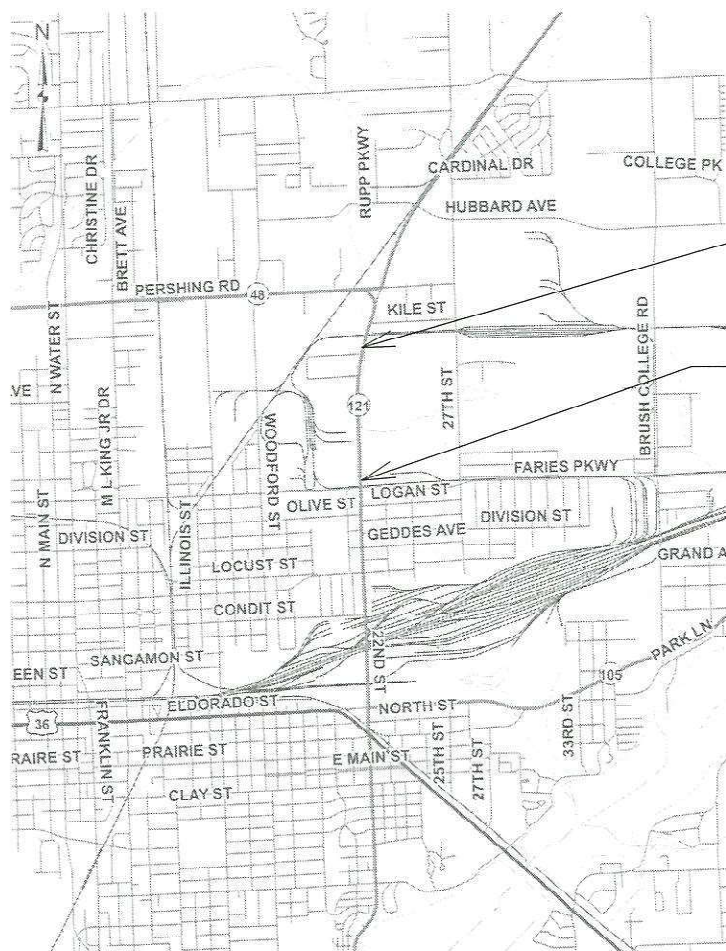 N
RUPP PKWY
CARDINAL DR
COLLEGE PK
CHRISTINE DR
BRETT AVE
HUBBARD AVE
PERSHING RD
48
KILE ST
N WATER ST
BRUSH COLLEGE RD
27TH ST
VE
121
M L KING JR DR
WOODFORD ST
FARIES PKWY
OLIVE ST
LOGAN ST
N MAIN ST
ILLINOIS ST
GEDDES AVE
DIVISION ST
DIVISION ST
LOCUST ST
GRAND A
CONDIT ST
22ND ST
PARK LN
SANGAMON ST
EEN ST
105
ELDORADO ST
NORTH ST
36
FRANKLIN ST
33RD ST
RAIRE ST
PRAIRIE ST
E MAIN ST
25TH ST
27TH ST
CLAY ST